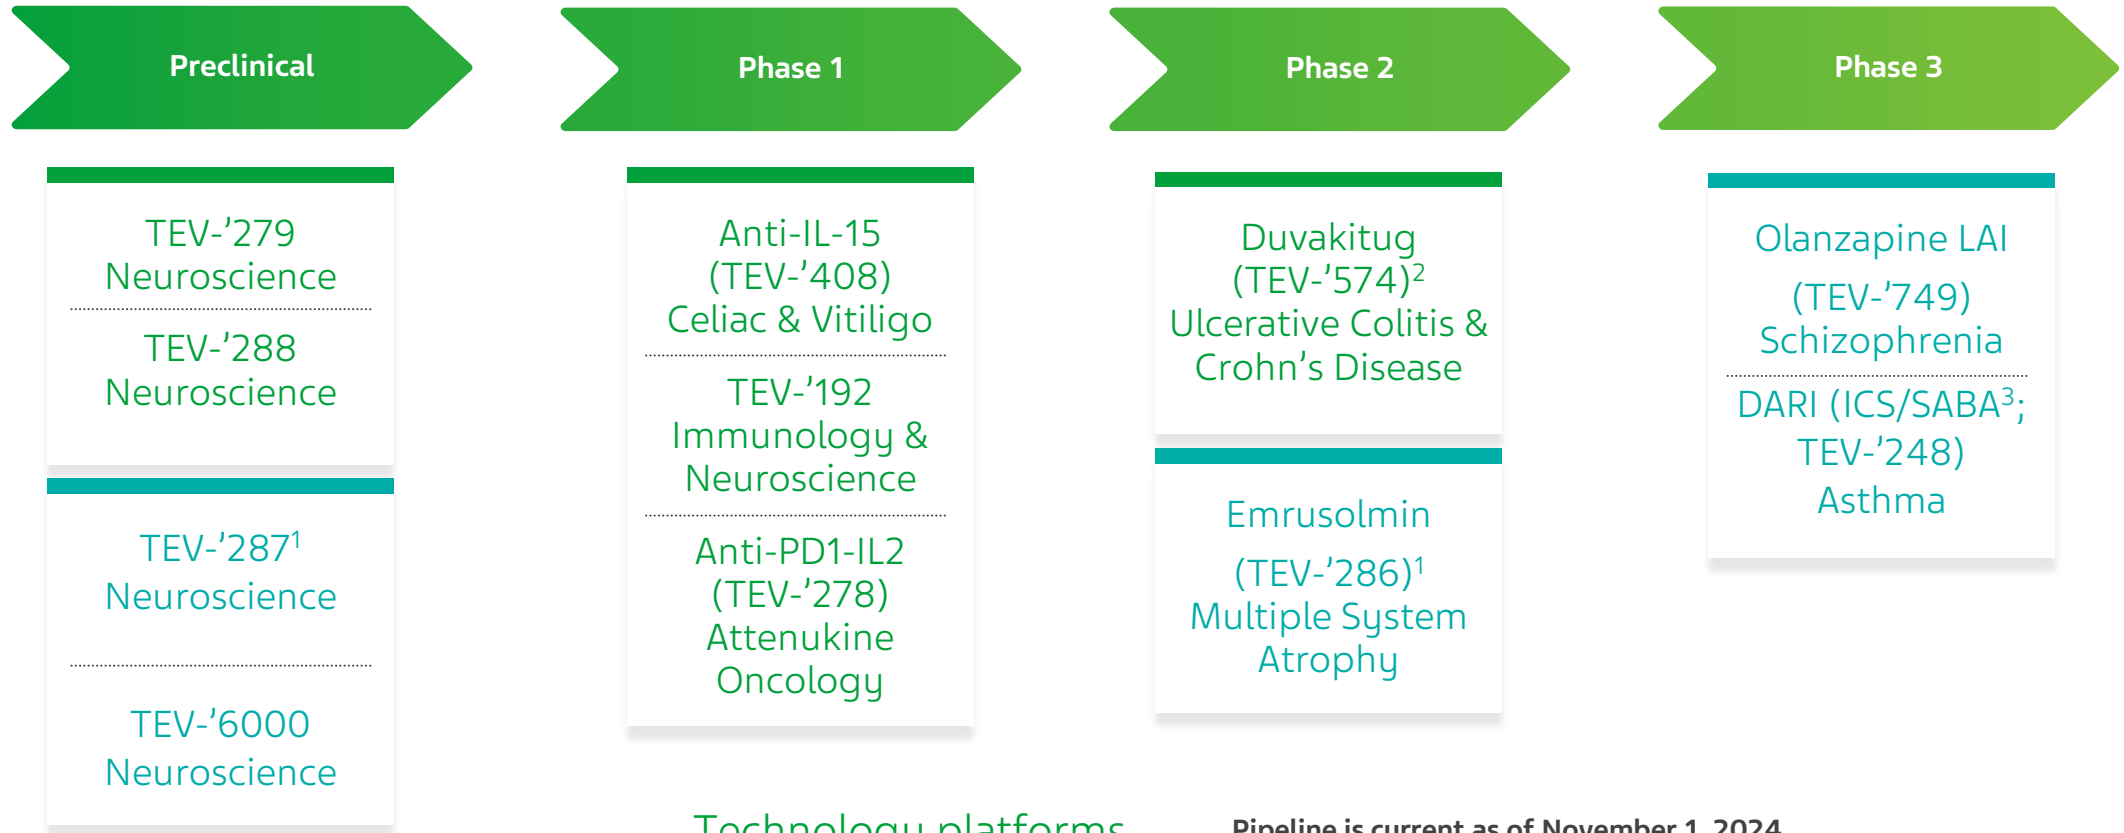 Preclinical
Phase 1
Phase 2
Phase 3
TEV-’279
Neuroscience
TEV-’288
Neuroscience
TEV-’287¹
Neuroscience
TEV-’6000
Neuroscience
Anti-IL-15
(TEV-’408)
Celiac & Vitiligo
TEV-’192
Immunology &
Neuroscience
Anti-PD1-IL2
(TEV-’278)
Attenukine
Oncology
Duvakitug
(TEV-’574)²
Ulcerative Colitis &
Crohn’s Disease
Emrusolmin
(TEV-’286)¹
Multiple System
Atrophy
Olanzapine LAI
(TEV-’749)
Schizophrenia
DARI (ICS/SABA³;
TEV-’248)
Asthma
Technology platforms
Pipeline is current as of November 1, 2024